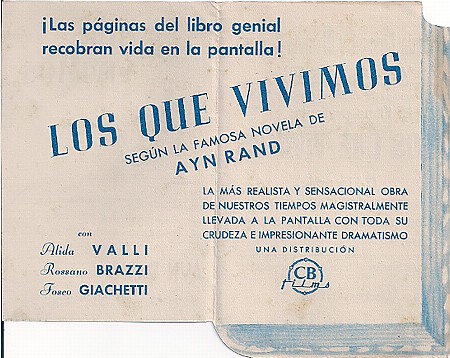 ¡Las páginas del libro genial
recobran vida en la pantalla!
LOS QUE VIVIMOS
SEGÚN LA FAMOSA NOVELA DE
AYN RAND
LA MÁS REALISTA Y SENSACIONAL OBRA
DE NUESTROS TIEMPOS MAGISTRALMENTE
LLEVADA A LA PANTALLA CON TODA SU
CRUDEZA E IMPRESIONANTE DRAMATISMO
UNA DISTRIBUCIÓN
CB
films
con
Alida VALLI
Rossano BRAZZI
Fosco GIACHETTI